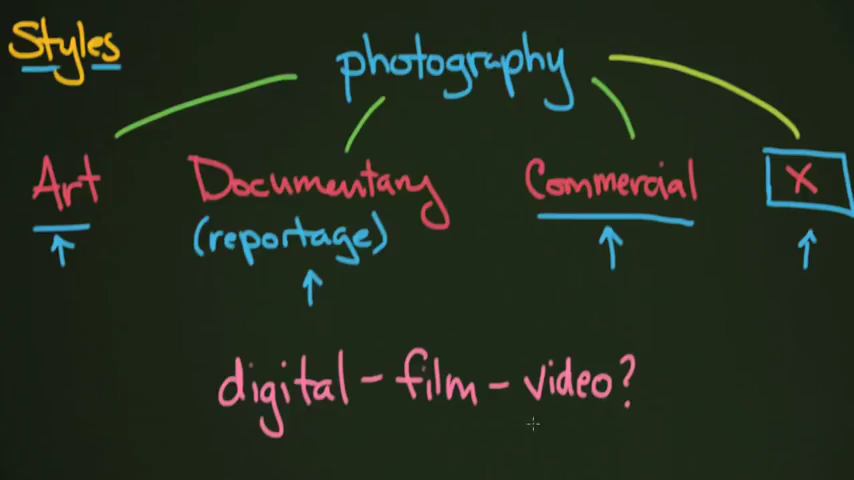 Styles
photography
Art Documentary Commercial X
(reportage)
digital - film - video?